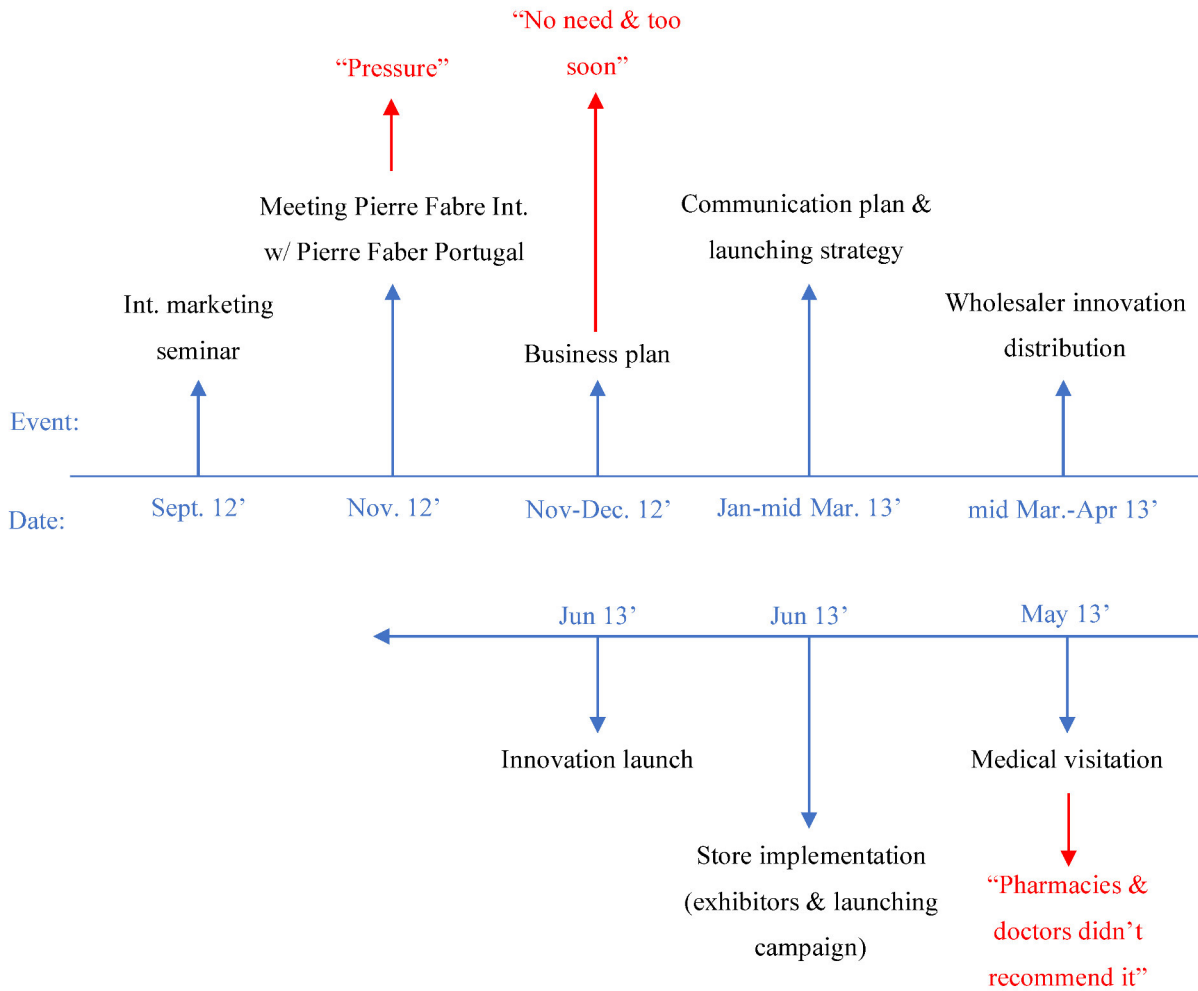 “No need & too
soon”
“Pressure”
Meeting Pierre Fabre Int.
w/ Pierre Faber Portugal
Communication plan &
launching strategy
Int. marketing
seminar
Business plan
Wholesaler innovation
distribution
Event:
Date:
Sept. 12’
Nov. 12’
Nov-Dec. 12’
Jan-mid Mar. 13’
mid Mar.-Apr 13’
Jun 13’
Jun 13’
May 13’
Innovation launch
Medical visitation
Store implementation
(exhibitors & launching
campaign)
“Pharmacies &
doctors didn’t
recommend it”